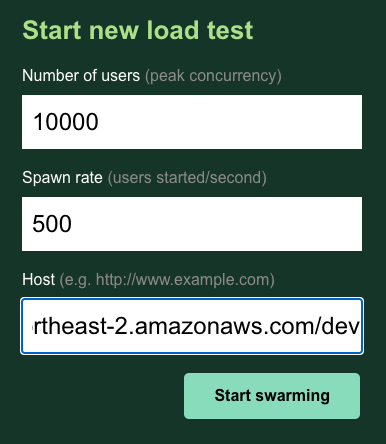 Start new load test
Number of users (peak concurrency)
10000
Spawn rate (users started/second)
500
Host (e.g. http://www.example.com)
rtheast-2.amazonaws.com/dev
Start swarming